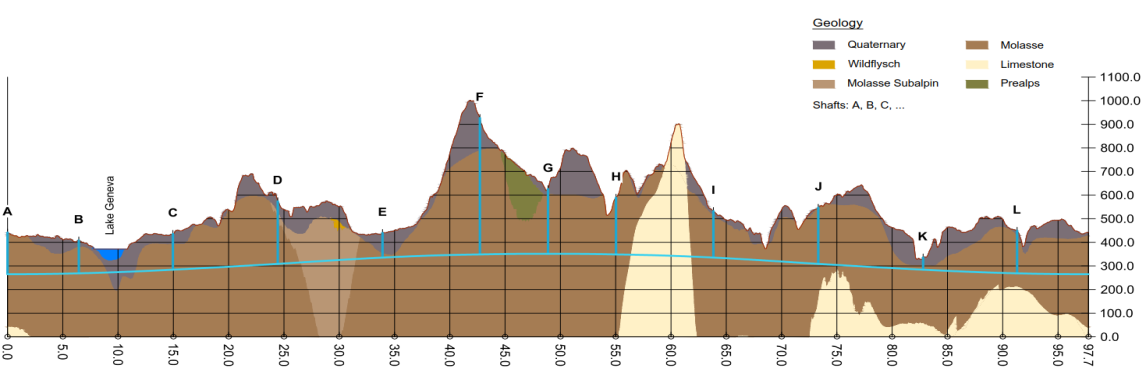 Geology
Quaternary
Molasse
Wildflysch
Limestone
Molasse Subalpin
Prealps
Shafts: A, B, C, ...
1100.0
1000.0
900.0
800.0
700.0
600.0
500.0
400.0
300.0
200.0
100.0
0.0
A
B
Lake Geneva
C
D
E
F
G
H
I
J
K
L
0.0
5.0
10.0
15.0
20.0
25.0
30.0
35.0
40.0
45.0
50.0
55.0
60.0
65.0
70.0
75.0
80.0
85.0
90.0
95.0
97.7